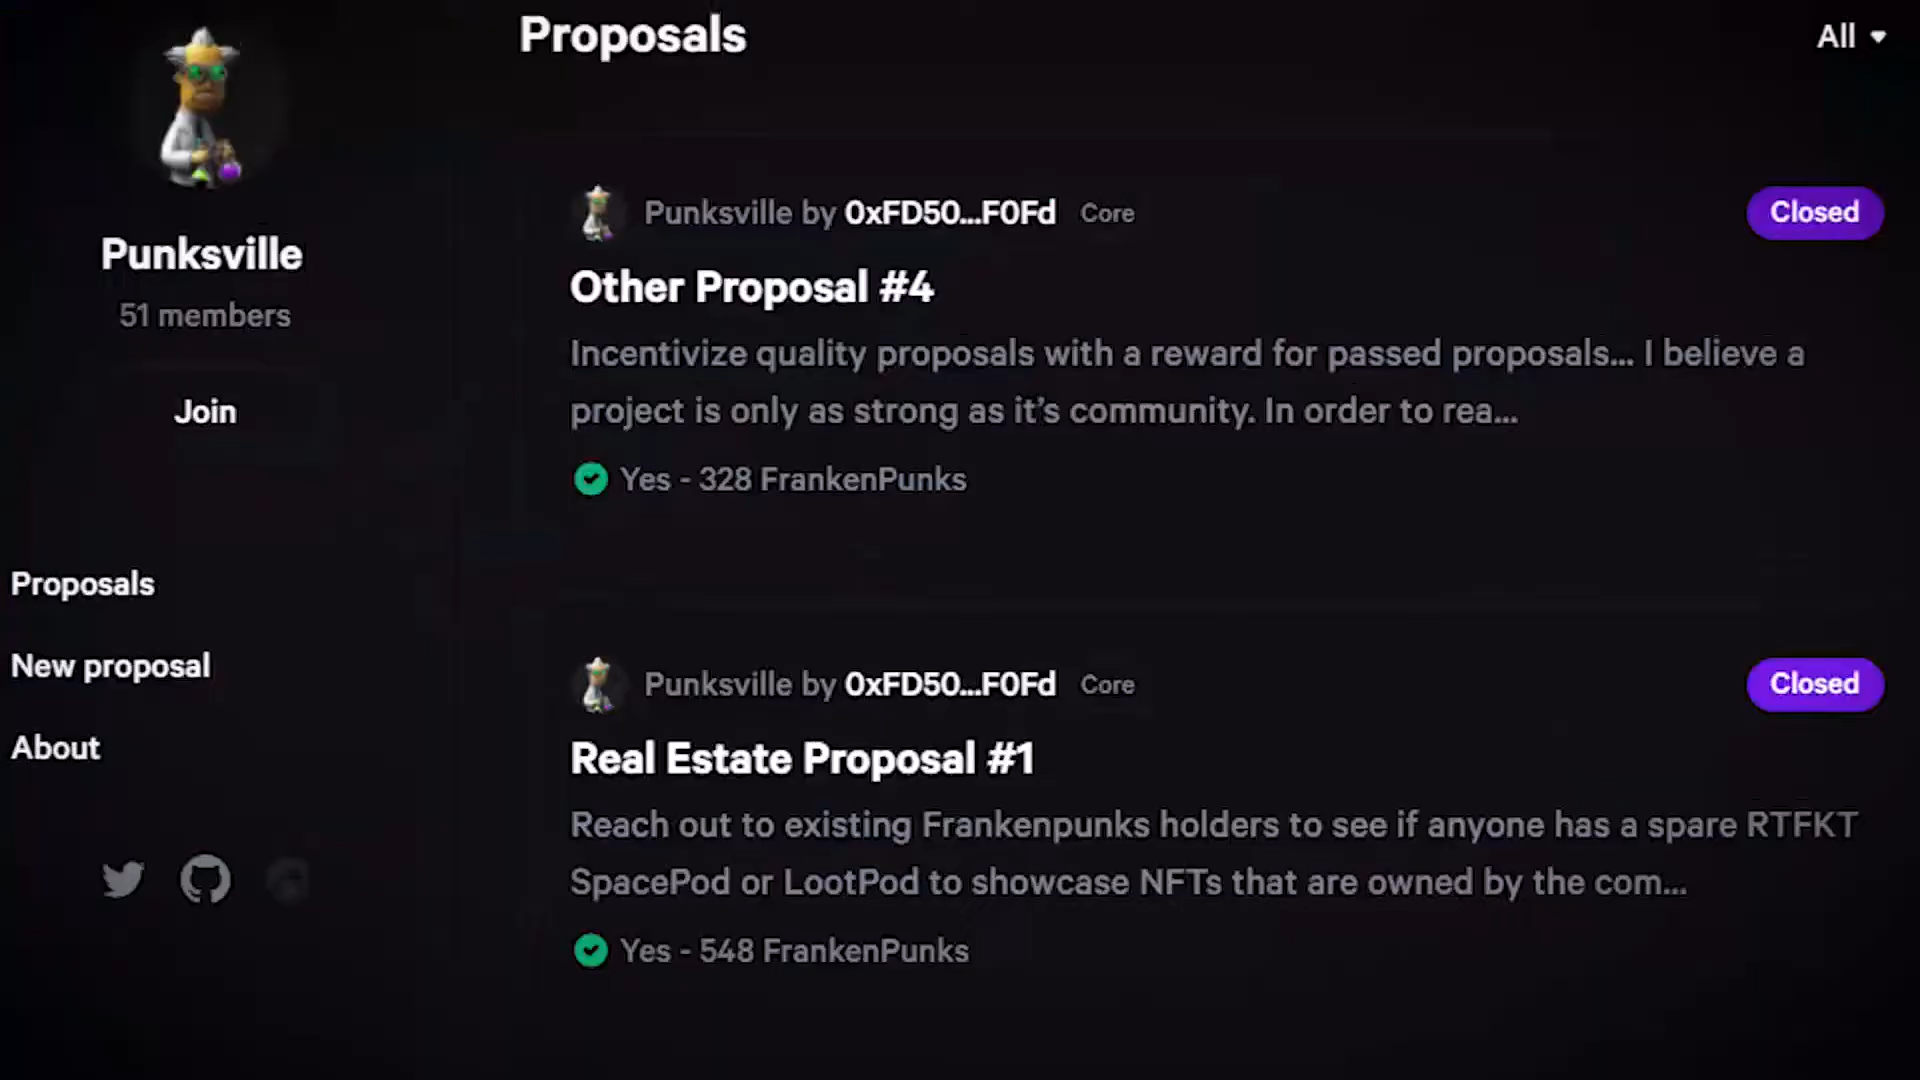 Proposals
All
Punksville
51 members
Join
Proposals
New proposal
About
Punksville by 0xFD50...F0Fd Core
Closed
Other Proposal #4
Incentivize quality proposals with a reward for passed proposals... I believe a
project is only as strong as it’s community. In order to rea...
Yes - 328 FrankenPunks
Punksville by 0xFD50...F0Fd Core
Closed
Real Estate Proposal #1
Reach out to existing Frankenpunks holders to see if anyone has a spare RTFKT
SpacePod or LootPod to showcase NFTs that are owned by the com...
Yes - 548 FrankenPunks